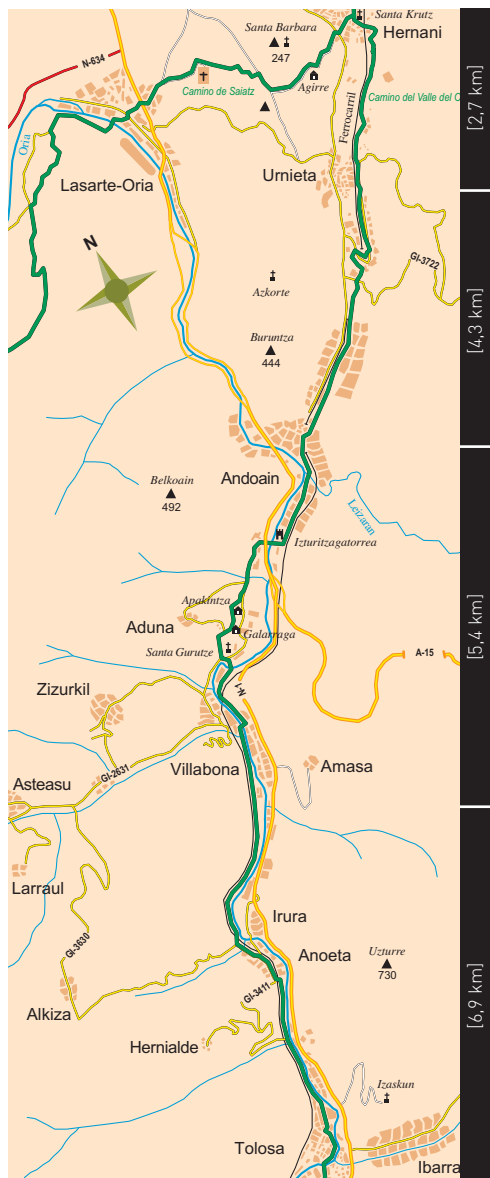 Santa Krutz
Hernani
Santa Barbara
247
N-634
Camino de Saiatz
Agirre
Camino del Valle del O
[2,7 km]
Ferrocarril
Oria
Lasarte-Oria
Urnieta
N
GI-3722
Azkorte
Buruntza
444
[4,3 km]
Andoain
Belkoain
492
Leizaran
Izturitzagatorrea
Apakintza
Aduna
Galarraga
Santa Gurutze
A-15
[5,4 km]
N-I
Zizurkil
Villabona
Amasa
GI-2631
Asteasu
Larraul
Irura
GI-3630
Anoeta
Uzturre
730
Alkiza
GI-3411
[6,9 km]
Hernialde
Izaskun
Tolosa
Ibarra